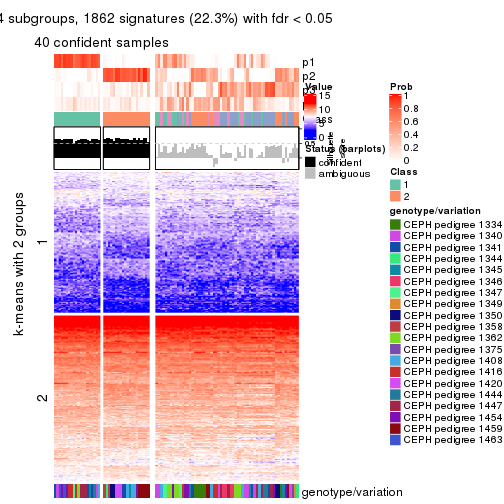 4 subgroups, 1862 signatures (22.3%) with fdr < 0.05
40 confident samples
p1
p2
Value
15
10
0
Status (barplots)
confident
ambiguous
Prob
1
0.8
0.6
0.4
0.2
0
Class
1
2
genotype/variation
CEPH pedigree 1334
CEPH pedigree 1340
CEPH pedigree 1341
CEPH pedigree 1344
CEPH pedigree 1345
CEPH pedigree 1346
CEPH pedigree 1347
CEPH pedigree 1349
CEPH pedigree 1350
CEPH pedigree 1358
CEPH pedigree 1362
CEPH pedigree 1375
CEPH pedigree 1408
CEPH pedigree 1416
CEPH pedigree 1420
CEPH pedigree 1444
CEPH pedigree 1447
CEPH pedigree 1454
CEPH pedigree 1459
CEPH pedigree 1463
k-means with 2 groups
1
2
genotype/variation